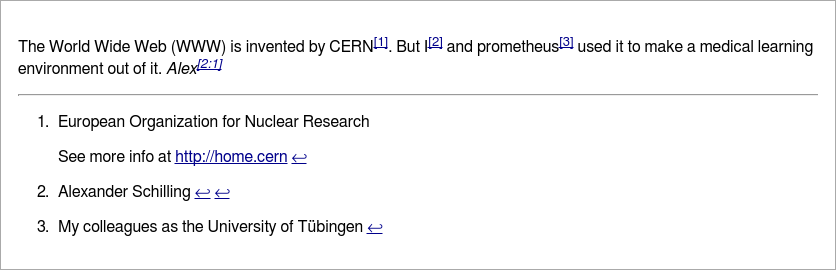 The World Wide Web (WWW) is invented by CERN[1]. But I[2] and prometheus[3] used it to make a medical learning
environment out of it. Alex[2:1]
1. European Organization for Nuclear Research
See more info at http://home.cern ↩
2. Alexander Schilling ↩ ↩
3. My colleagues as the University of Tübingen ↩